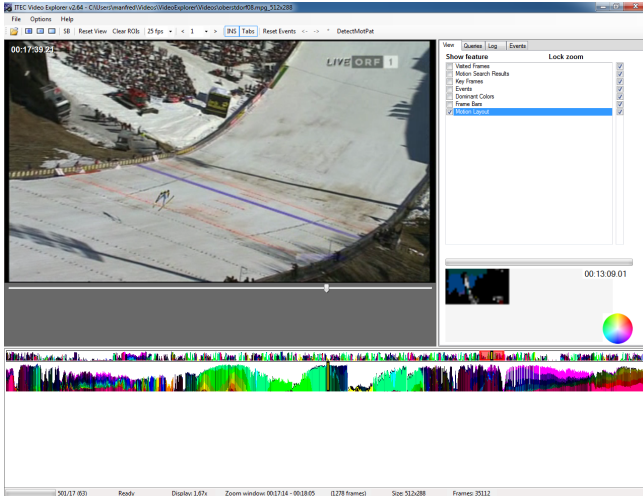 ITEC Video Explorer v2.64 - C:\Users\manfred\Videos\VideoExplorer\Videos\oberstdorf08.mpg_512x288
File Options Help
SB Reset View Clear ROIs 25 fps < 1 > INS Tabs Reset Events <- -> * DetectMotPat
00:17:39.23
LIVE ORF 1
View Queries Log Events
Show feature Lock zoom
Visited Frames
Motion Search Results
Key Frames
Events
Dominant Colors
Frame Bars
Motion Layout
00:13:09.01
501/17 (63) Ready Display: 1,67x Zoom window: 00:17:14 - 00:18:05 (1278 frames) Size: 512x288 Frames: 35112